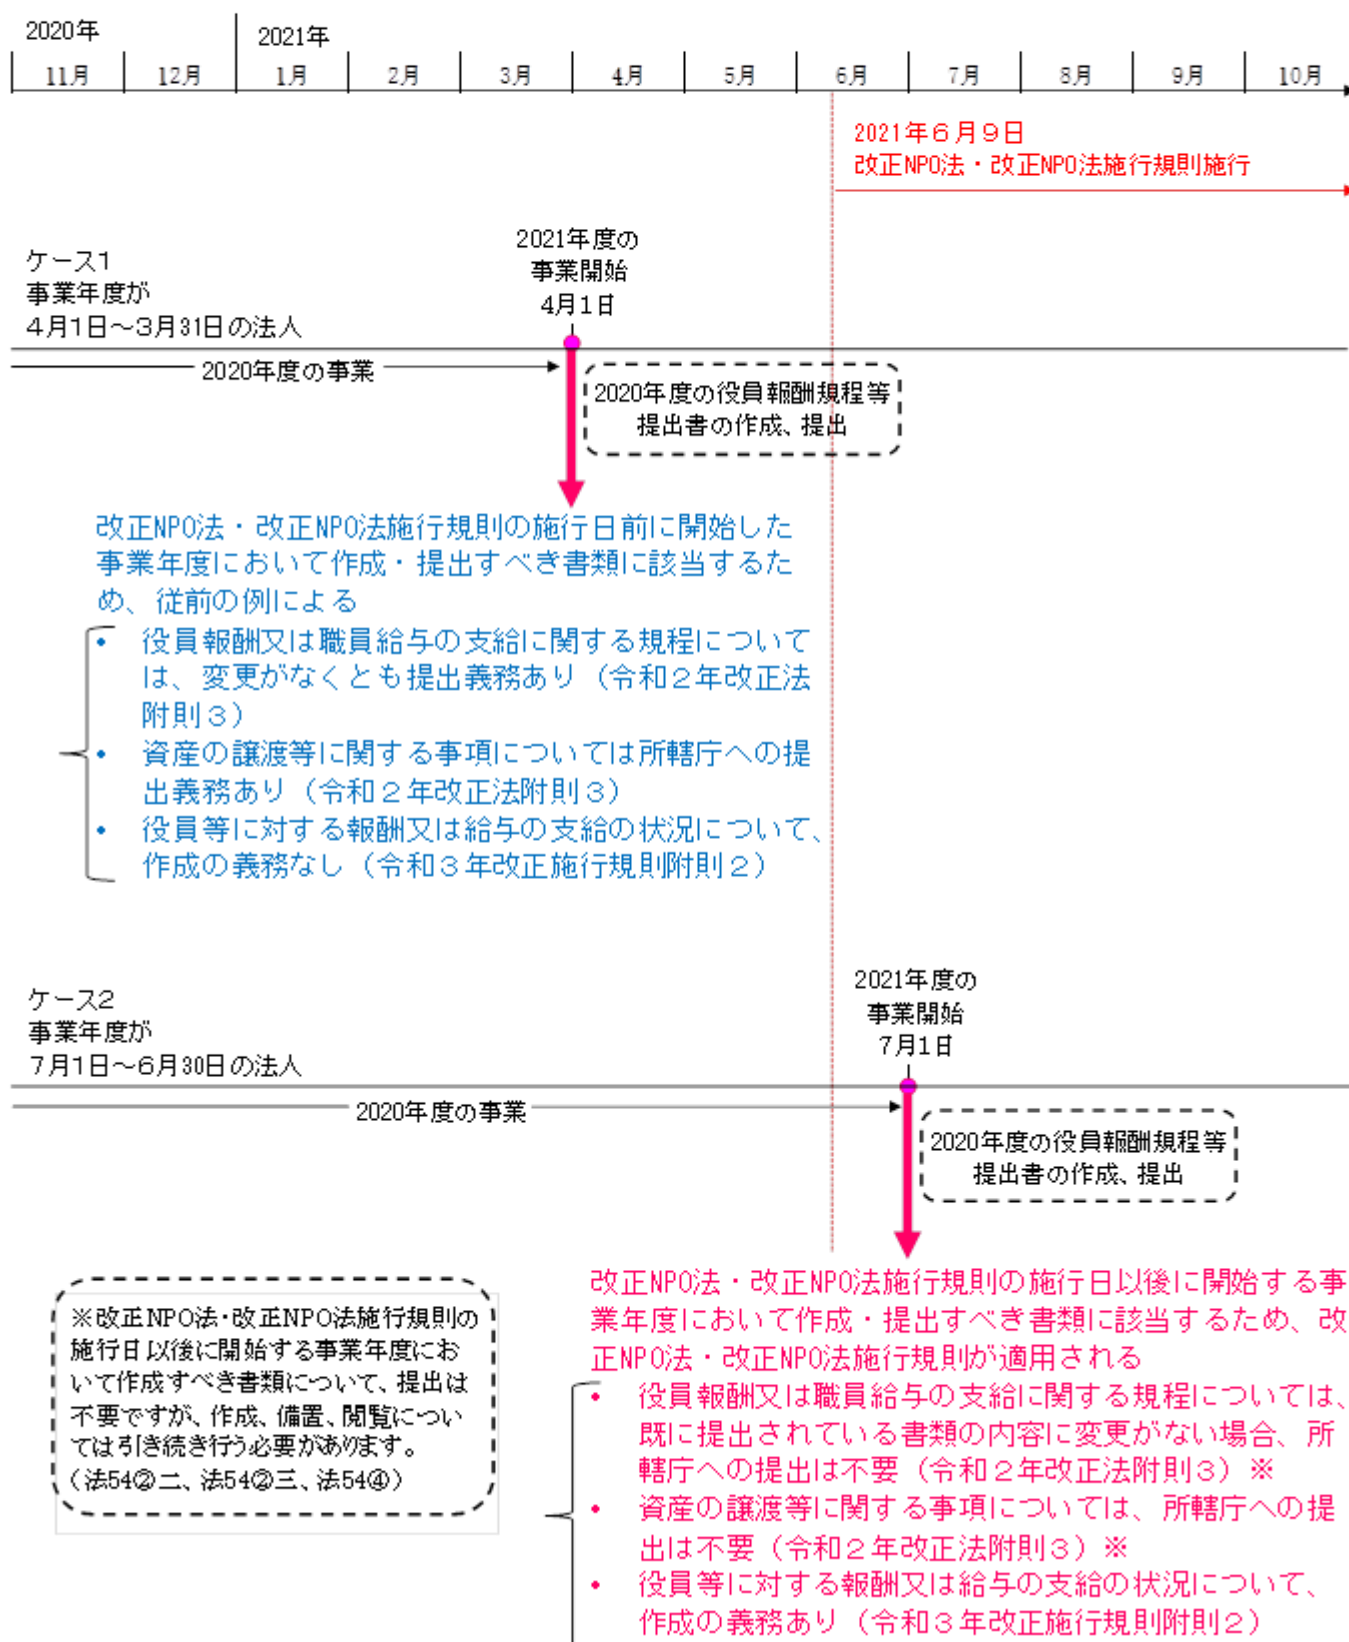 2020年
2021年
11月 12月 1月 2月 3月 4月 5月 6月 7月 8月 9月 10月
2021年6月9日
改正NPO法・改正NPO法施行規則施行
2021年度の
事業開始
4月1日
ケース1
事業年度が
4月1日～3月31日の法人
2020年度の事業
2020年度の役員報酬規程等
提出書の作成、提出
改正NPO法・改正NPO法施行規則の施行日前に開始した
事業年度において作成・提出すべき書類に該当するた
め、従前の例による
• 役員報酬又は職員給与の支給に関する規程について
は、変更がなくとも提出義務あり（令和２年改正法
附則３）
• 資産の譲渡等に関する事項については所轄庁への提
出義務あり（令和２年改正法附則３）
• 役員等に対する報酬又は給与の支給の状況について、
作成の義務なし（令和３年改正施行規則附則２）
2021年度の
事業開始
7月1日
ケース2
事業年度が
7月1日～6月30日の法人
2020年度の事業
2020年度の役員報酬規程等
提出書の作成、提出
※改正NPO法・改正NPO法施行規則の
施行日以後に開始する事業年度にお
いて作成すべき書類について、提出は
不要ですが、作成、備置、閲覧につい
ては引き続き行う必要があります。
（法54②二、法54②三、法54④）
改正NPO法・改正NPO法施行規則の施行日以後に開始する事
業年度において作成・提出すべき書類に該当するため、改
正NPO法・改正NPO法施行規則が適用される
• 役員報酬又は職員給与の支給に関する規程については、
既に提出されている書類の内容に変更がない場合、所
轄庁への提出は不要（令和２年改正法附則３）※
• 資産の譲渡等に関する事項については、所轄庁への提
出は不要（令和２年改正法附則３）※
• 役員等に対する報酬又は給与の支給の状況について、
作成の義務あり（令和３年改正施行規則附則２）